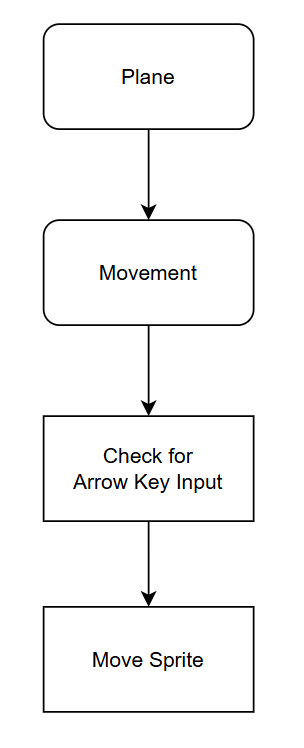 Plane
Movement
Check for
Arrow Key Input
Move Sprite